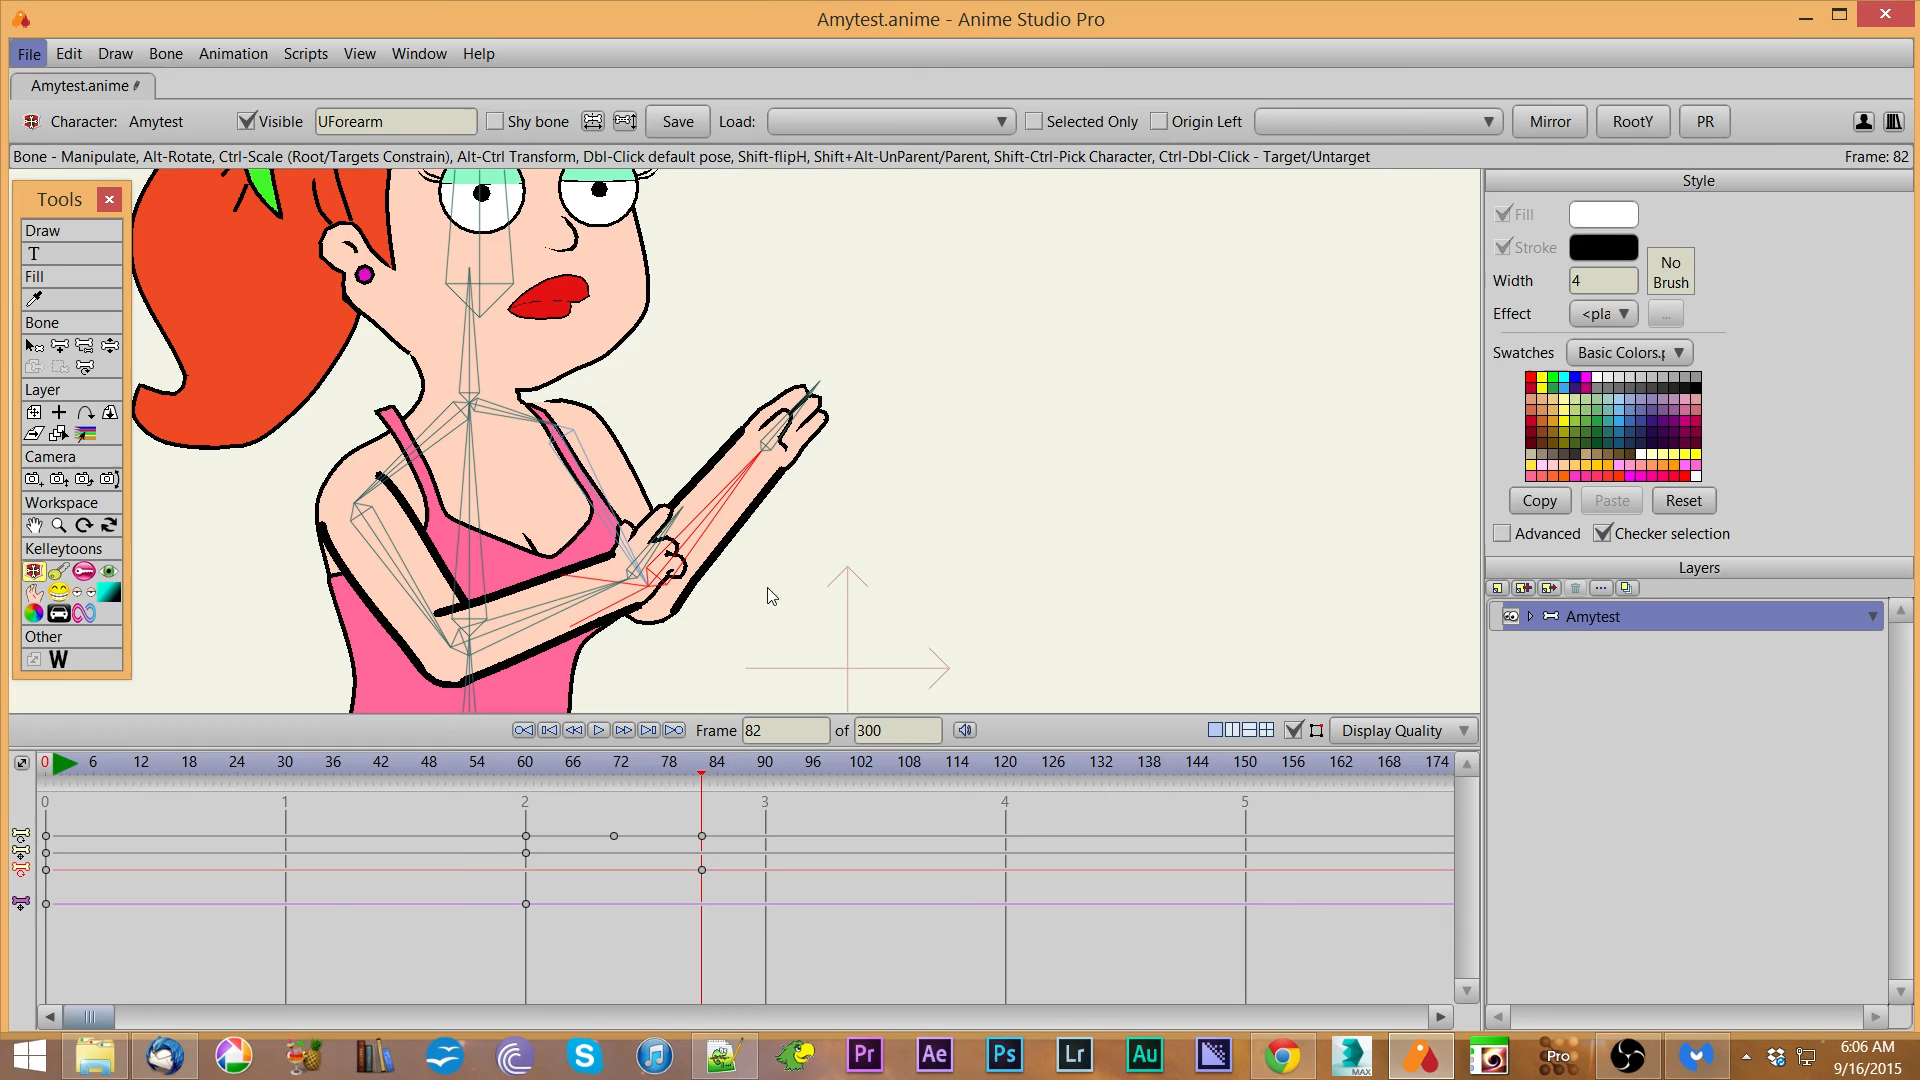 Amytest.anime - Anime Studio Pro
File Edit Draw Bone Animation Scripts View Window Help
Amytest.anime
Character: Amytest Visible UForearm Shy bone Save Load: Selected Only Origin Left Mirror RootY PR
Bone - Manipulate, Alt-Rotate, Ctrl-Scale (Root/Targets Constrain), Alt-Ctrl Transform, Dbl-Click default pose, Shift-flipH, Shift+Alt-UnParent/Parent, Shift-Ctrl-Pick Character, Ctrl-Dbl-Click - Target/Untarget Frame: 82
Tools
Draw
T
Fill
Bone
Layer
Camera
Workspace
Kelleytoons
Other
W
Style
Fill
Stroke
Width 4
No
Brush
Effect <pla ...
Swatches Basic Colors.p
Copy Paste Reset
Advanced Checker selection
Layers
Amytest
Frame 82 of 300 Display Quality
0 6 12 18 24 30 36 42 48 54 60 66 72 78 84 90 96 102 108 114 120 126 132 138 144 150 156 162 168 174
0 1 2 3 4 5
Pr Ae Ps Lr Au MAX Pro
6:06 AM
9/16/2015